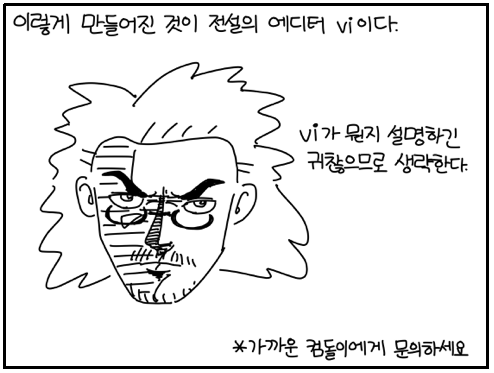 이렇게 만들어진 것이 전설의 에디터 vi이다.
vi가 뭔지 설명하긴
귀찮으므로 생략한다.
*가까운 컴돌이에게 문의하세요